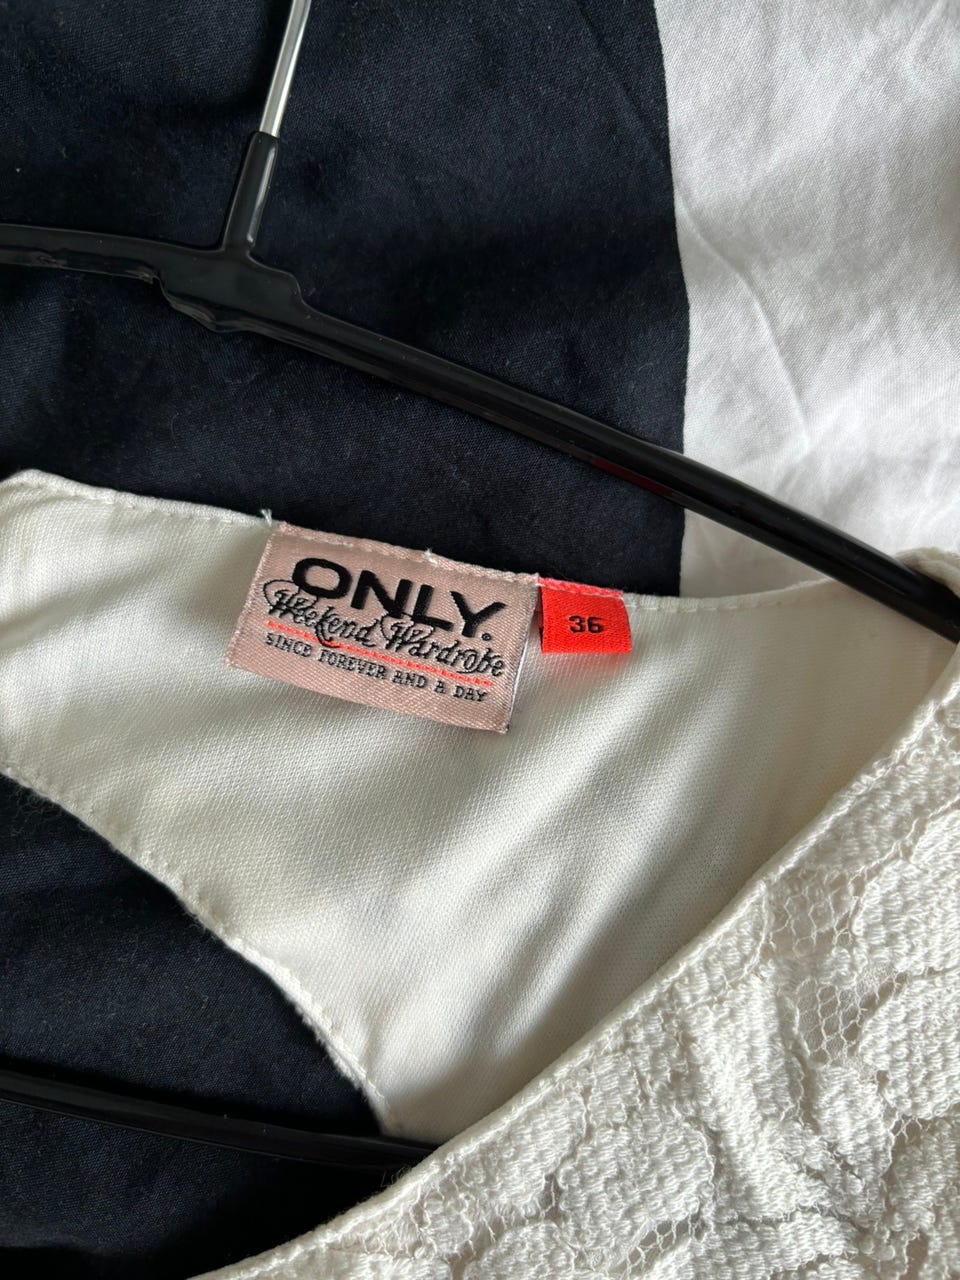 ONLY.
Weekend Wardrobe
SINCE FOREVER AND A DAY
36